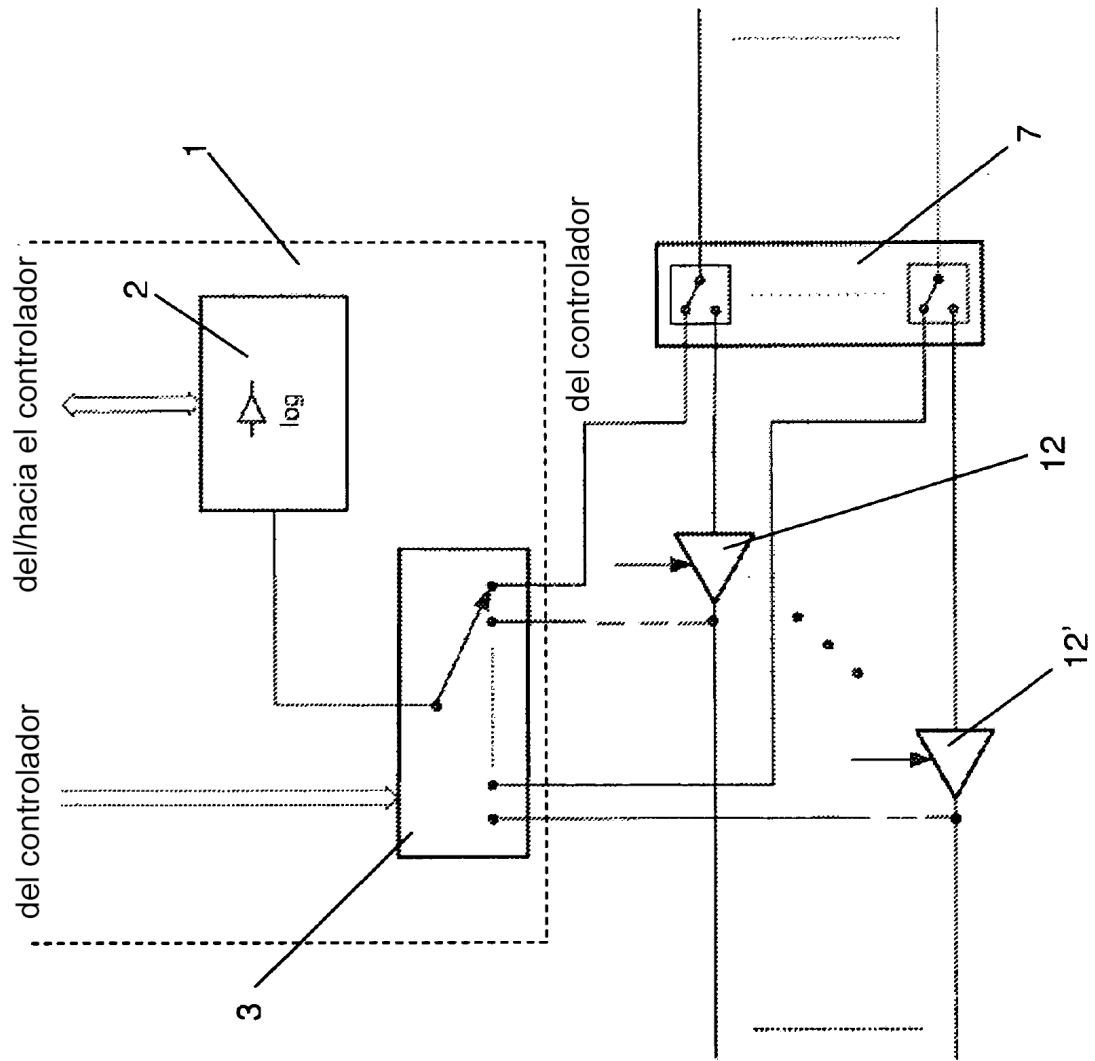 del controlador
del/hacia el controlador
1
2
log
3
del controlador
7
12
12'